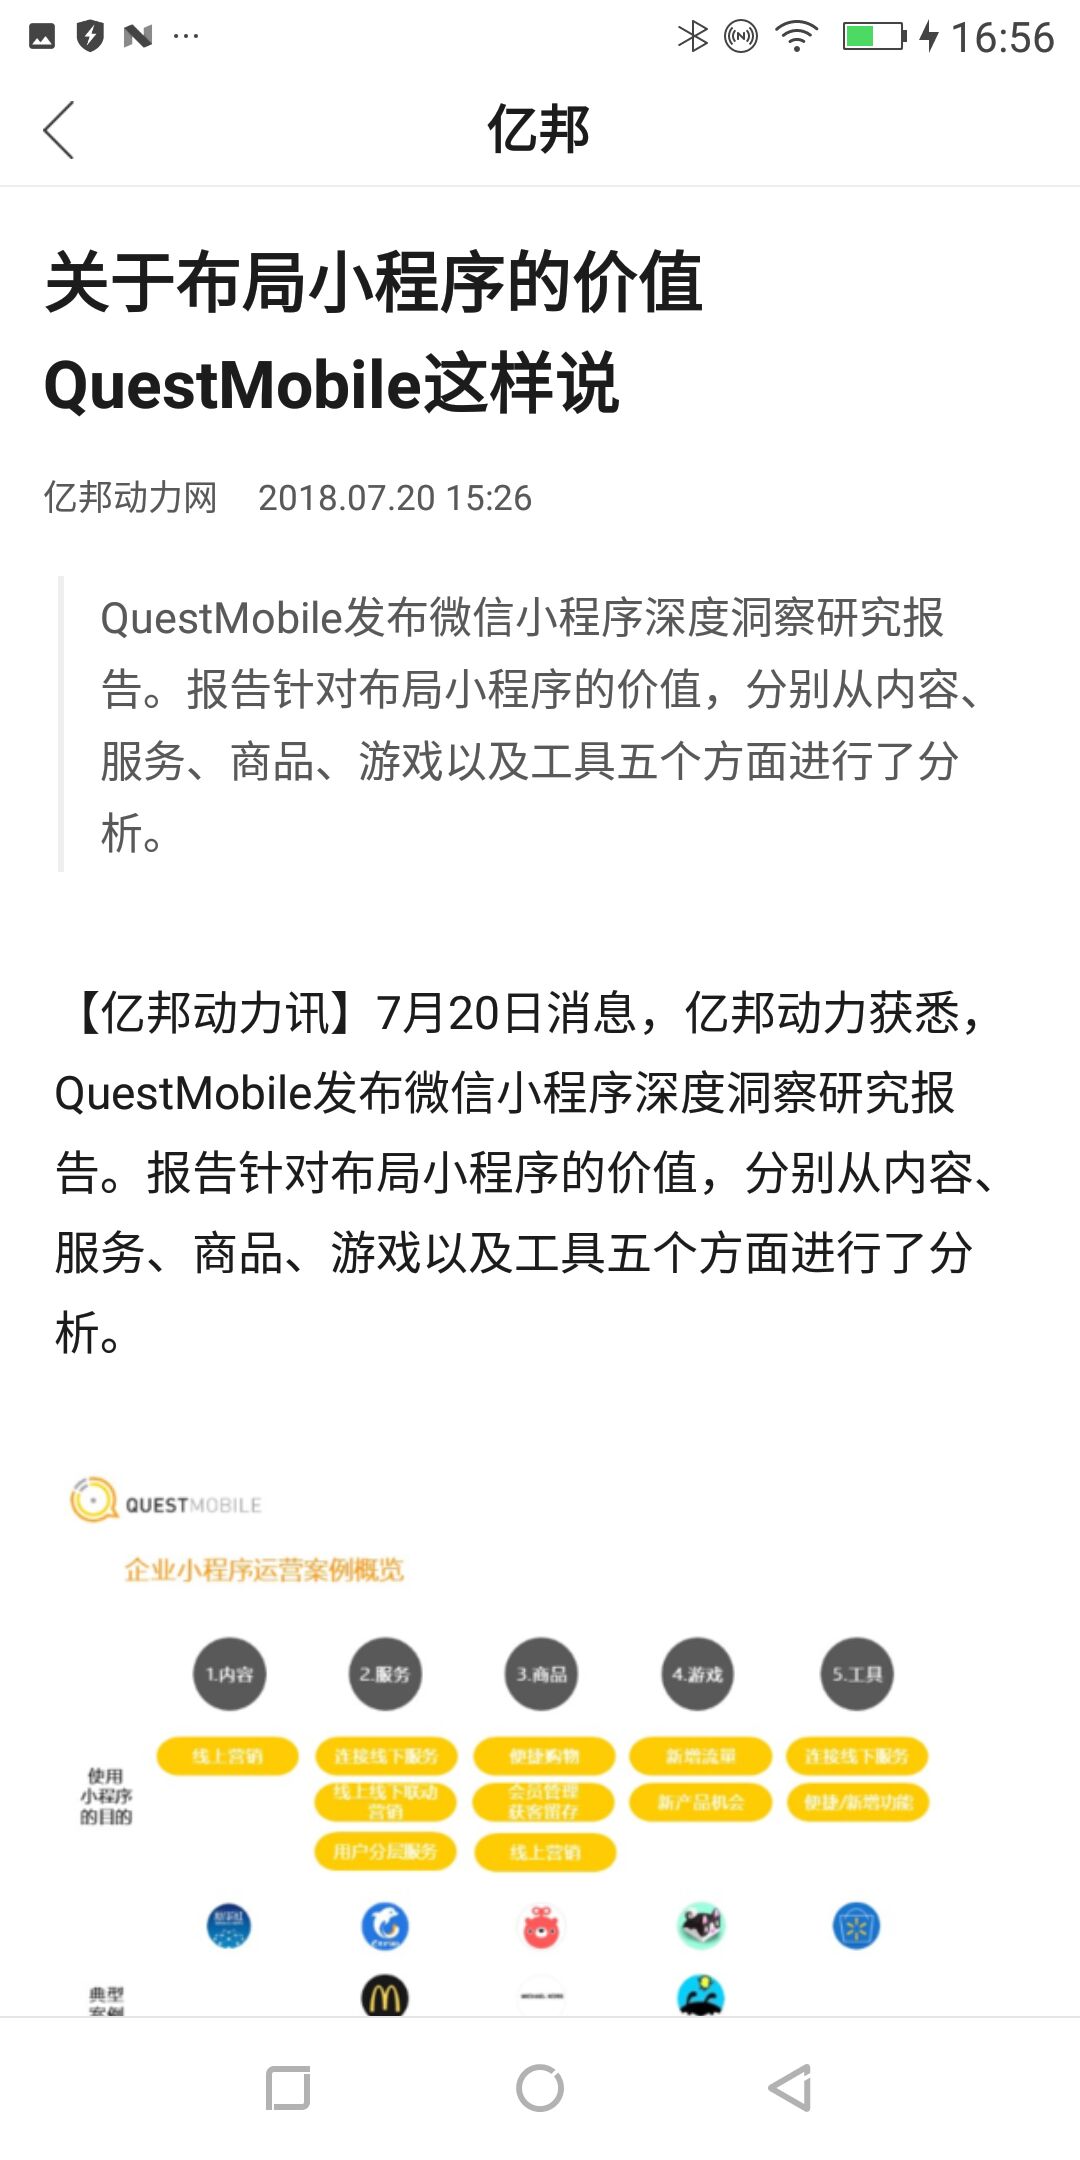 16:56
亿邦
关于布局小程序的价值
QuestMobile这样说
亿邦动力网 2018.07.20 15:26
QuestMobile发布微信小程序深度洞察研究报
告。报告针对布局小程序的价值，分别从内容、
服务、商品、游戏以及工具五个方面进行了分
析。
【亿邦动力讯】7月20日消息，亿邦动力获悉，
QuestMobile发布微信小程序深度洞察研究报
告。报告针对布局小程序的价值，分别从内容、
服务、商品、游戏以及工具五个方面进行了分
析。
QUESTMOBILE
企业小程序运营案例概览
1.内容 2.服务 3.商品 4.游戏 5.工具
使用
小程序
的目的
线上营销 连接线下服务 便捷购物 新增流量 连接线下服务
线上线下联动
营销
会员管理
获客留存
新产品机会 便捷/新增功能
用户分层服务 线上营销
典型
案例
MICHAEL KORS